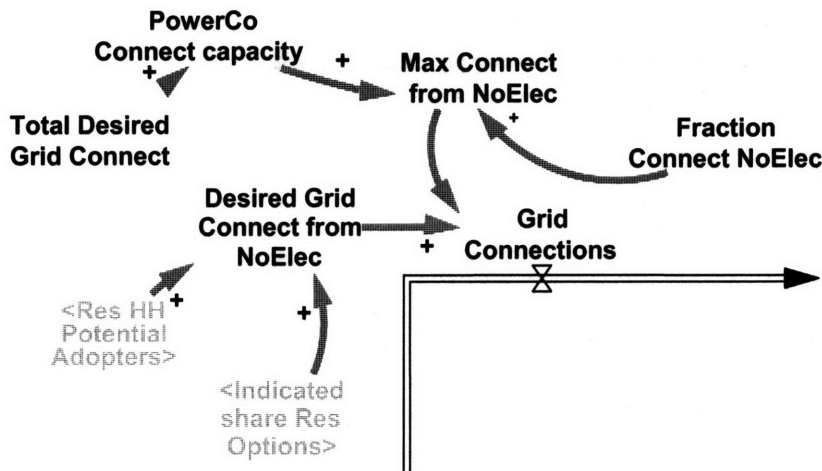 PowerCo
Connect capacity
+
+
Max Connect
from NoElec
+
Total Desired
Grid Connect
Fraction
Connect NoElec
Desired Grid
Connect from
NoElec
+
Grid
Connections
+
<Res HH
Potential
Adopters>
+
<Indicated
share Res
Options>